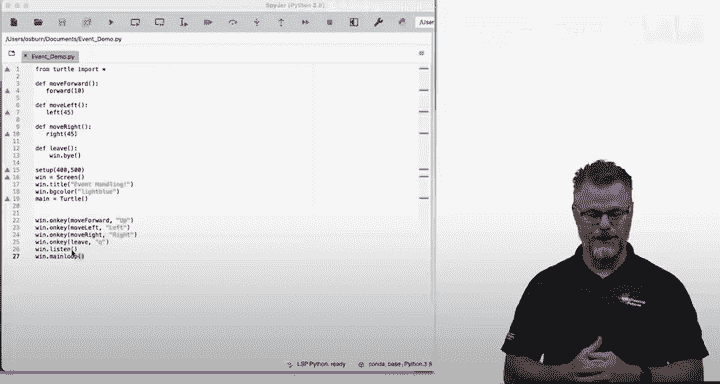 Spyder (Python 3.8)
/Users/osburn/Documents/Event_Demo.py
Event_Demo.py
1 from turtle import *
2
3 def moveForward():
4 forward(10)
5
6 def moveLeft():
7 left(45)
8
9 def moveRight():
10 right(45)
11
12 def leave():
13 win.bye()
14
15 setup(400,500)
16 win = Screen()
17 win.title("Event Handling!")
18 win.bgcolor("lightblue")
19 main = Turtle()
20
21
22 win.onkey(moveForward, "Up")
23 win.onkey(moveLeft, "Left")
24 win.onkey(moveRight, "Right")
25 win.onkey(leave, "q")
26 win.listen()
27 win.mainloop()
LSP Python: ready
conda: base